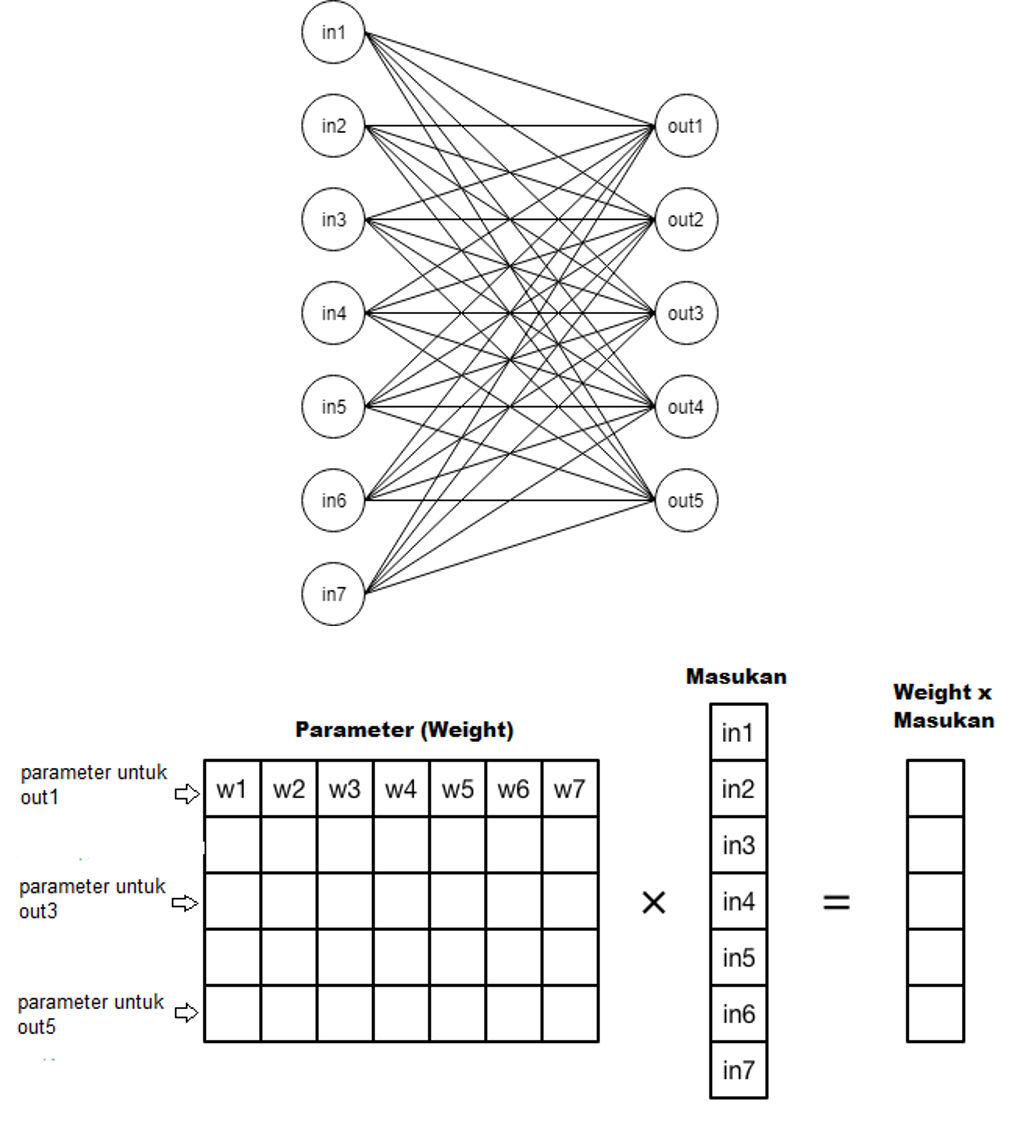 in1
in2
out1
in3
out2
in4
out3
in5
out4
in6
out5
in7
Masukan
Weight x
Masukan
Parameter (Weight)
parameter untuk
out1
w1 w2 w3 w4 w5 w6 w7
parameter untuk
out3
parameter untuk
out5
in1
in2
in3
in4
in5
in6
in7
×
=